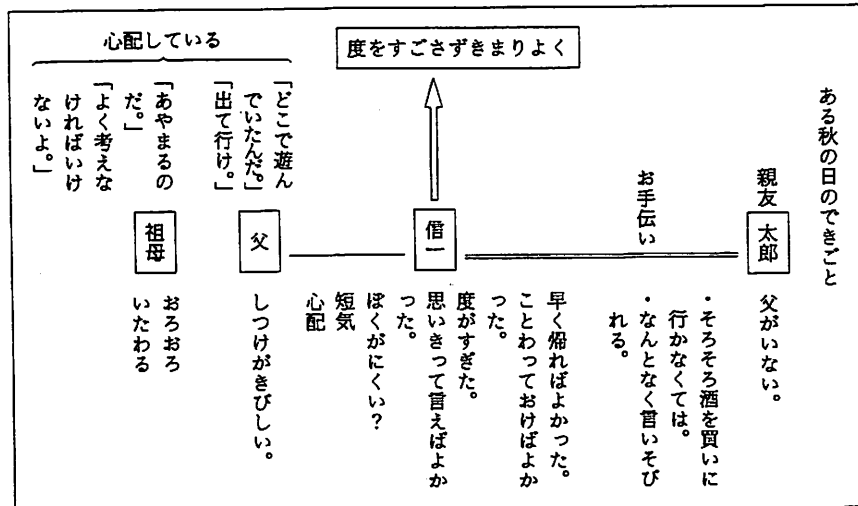 ある秋の日のできごと
親友
太郎
父がいない。
・そろそろ酒を買いに
行かなくては。
・なんとなく言いそび
れる。
お手伝い
度をすごさずきまりよく
信一
早く帰ればよかった。
ことわっておけばよか
った。
度がすぎた。
思いきって言えばよか
った。
ぼくがにくい?
短気
心配
父
しつけがきびしい。
「どこで遊ん
でいたんだ。」
「出て行け。」
祖母
おろおろ
いたわる
「あやまるの
だ。」
「よく考えな
ければいけ
ないよ。」
心配している